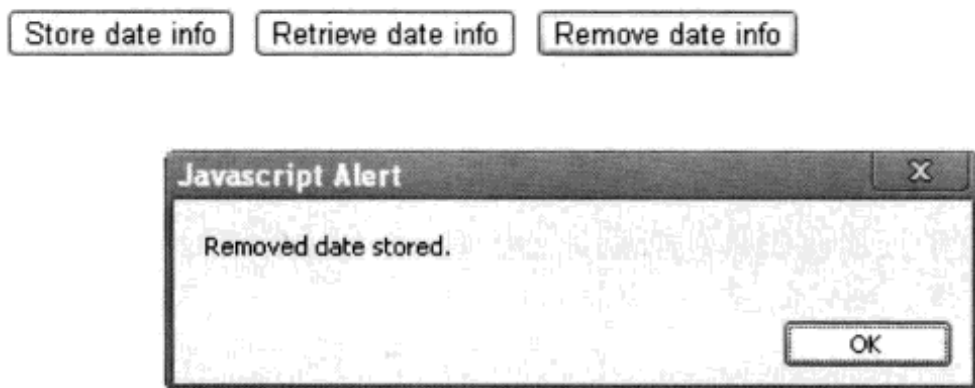 Store date info Retrieve date info Remove date info
Javascript Alert
Removed date stored.
OK